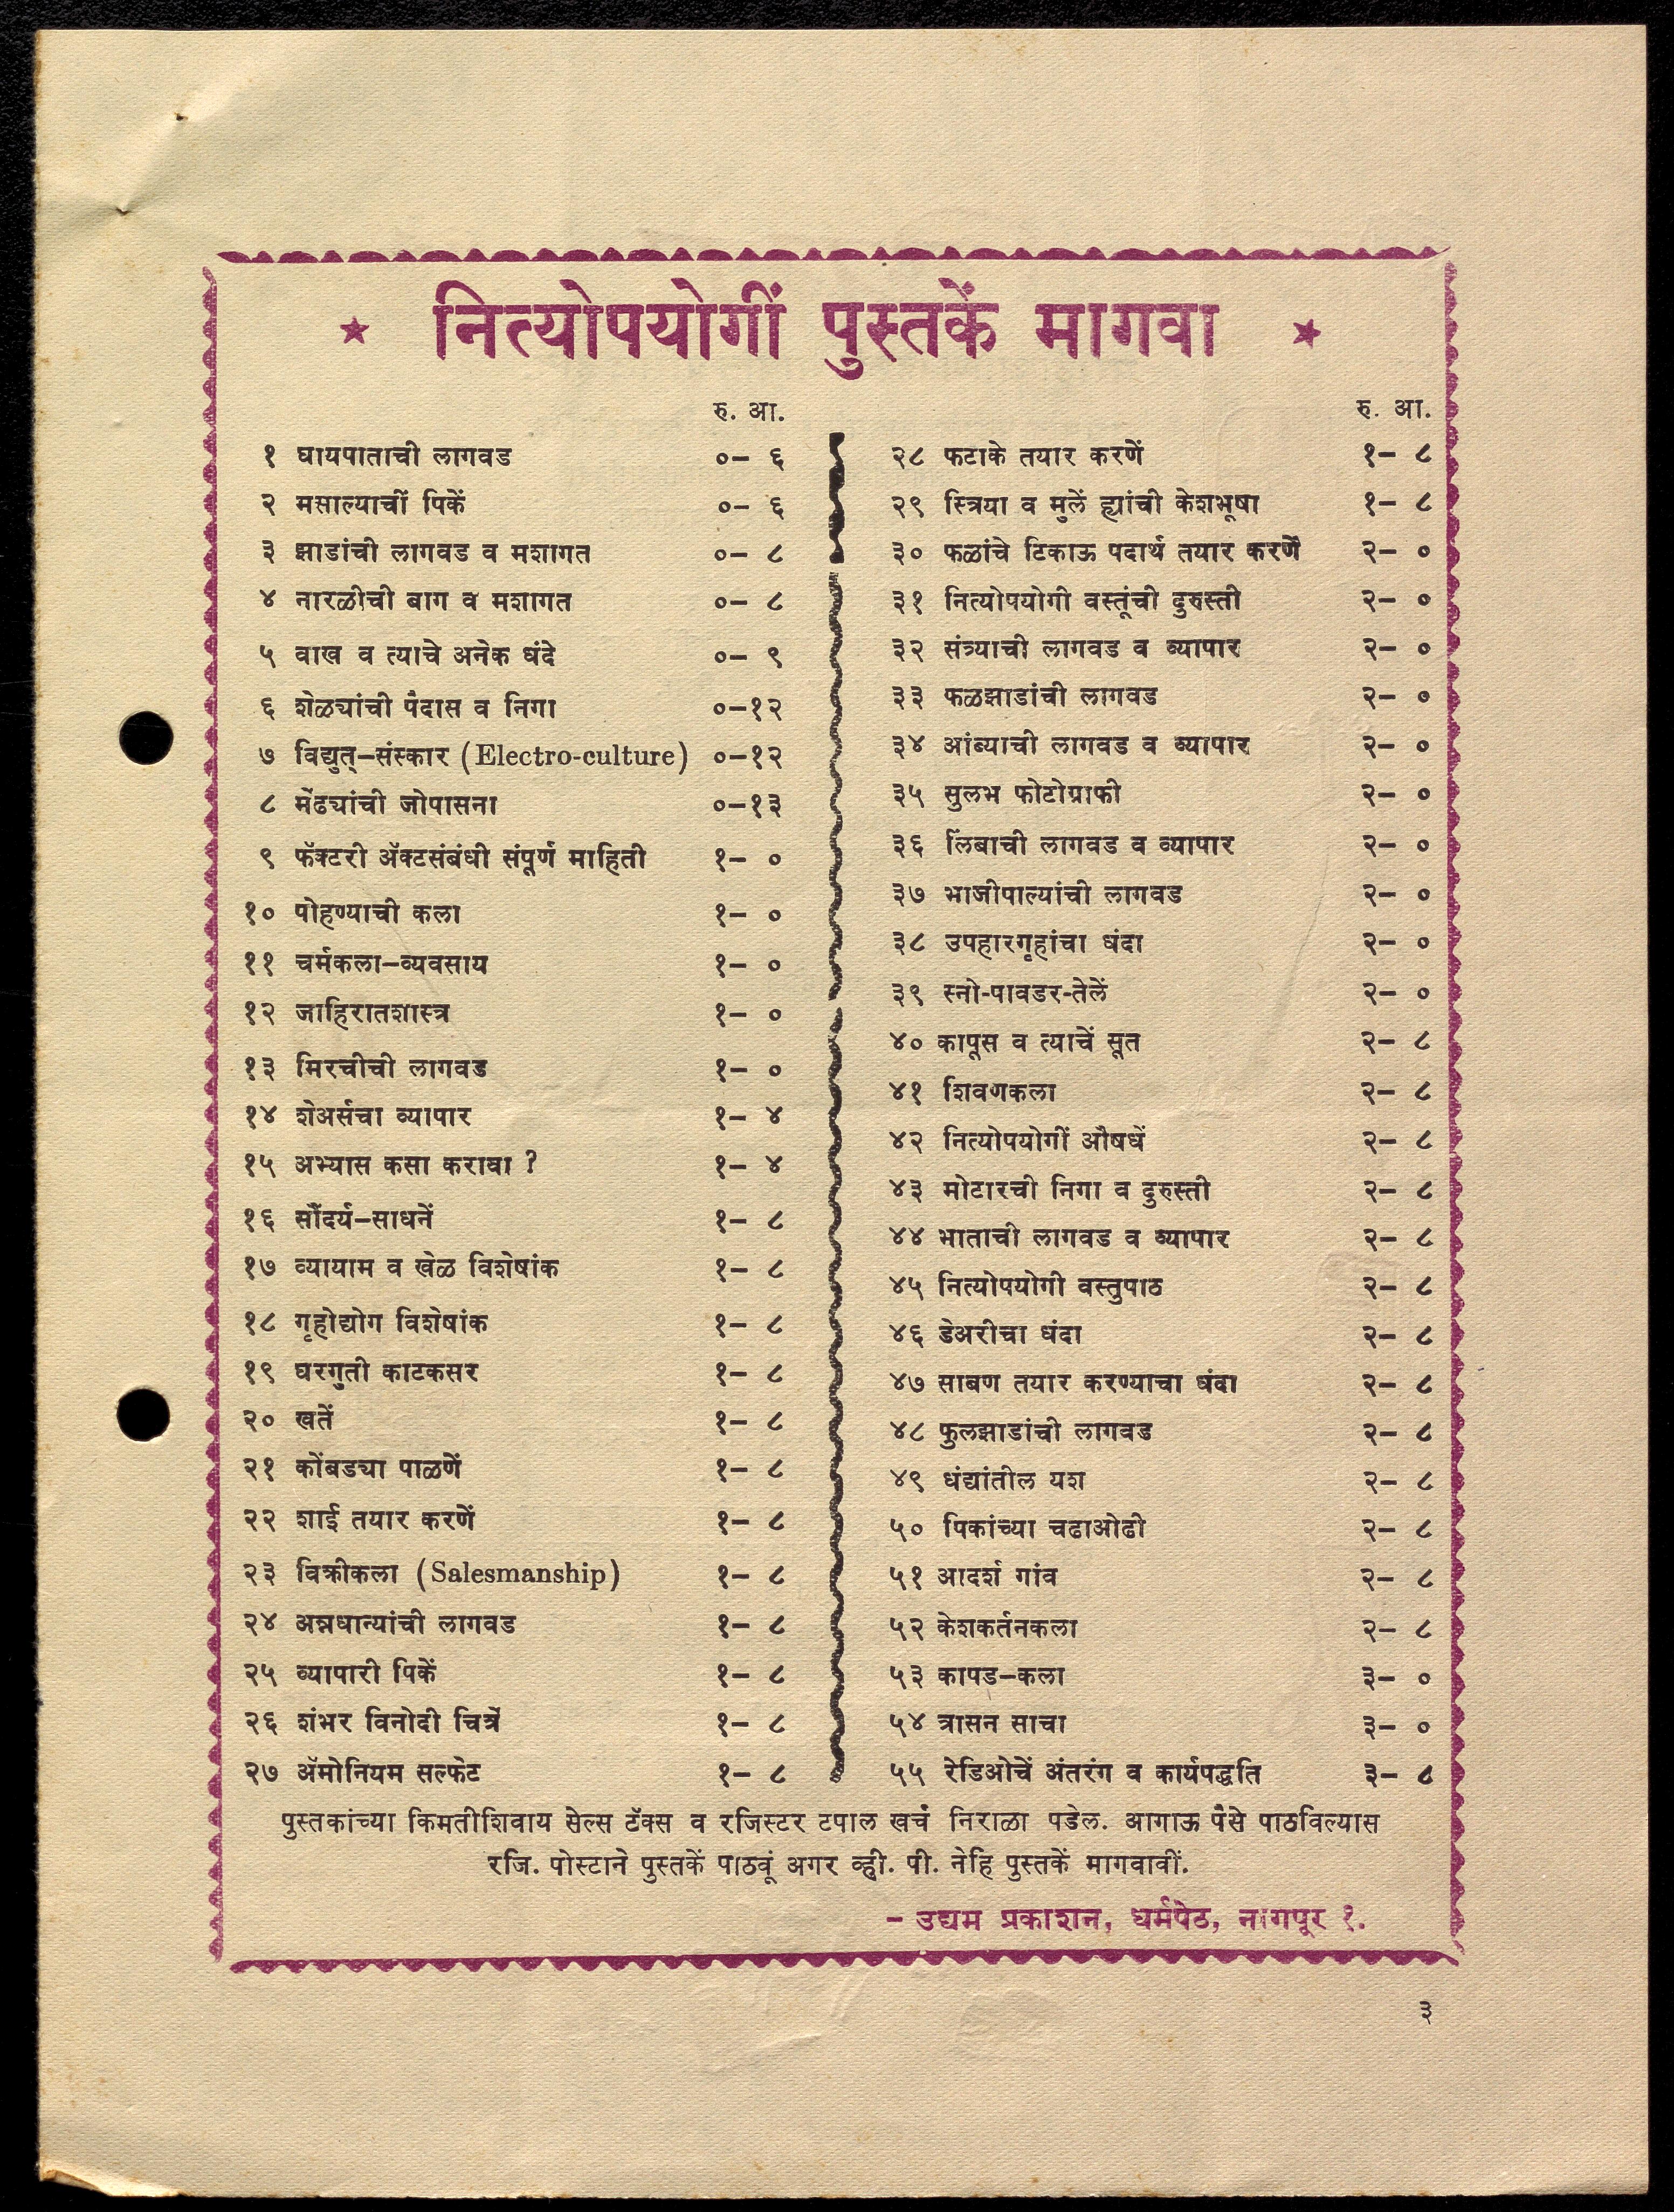 ★ नित्योपयोगीं पुस्तकें मागवा ★
रु. आ.
१ घायपाताची लागवड ०– ६
२ मसाल्याचीं पिकें ०– ६
३ झाडांची लागवड व मशागत ०– ८
४ नारळीची बाग व मशागत ०– ८
५ वाख व त्याचे अनेक धंदे ०– ९
६ शेळ्यांची पैदास व निगा ०–१२
७ विद्युत्–संस्कार (Electro-culture) ०–१२
८ मेंढ्यांची जोपासना ०–१३
९ फॅक्टरी ॲक्टसंबंधी संपूर्ण माहिती १– ०
१० पोहण्याची कला १– ०
११ चर्मकला–व्यवसाय १– ०
१२ जाहिरातशास्त्र १– ०
१३ मिरचीची लागवड १– ०
१४ शेअर्सचा व्यापार १– ४
१५ अभ्यास कसा करावा ? १– ४
१६ सौंदर्य–साधनें १– ८
१७ व्यायाम व खेळ विशेषांक १– ८
१८ गृहोद्योग विशेषांक १– ८
१९ घरगुती काटकसर १– ८
२० खतें १– ८
२१ कोंबड्या पाळणें १– ८
२२ शाई तयार करणें १– ८
२३ विक्रीकला (Salesmanship) १– ८
२४ अन्नधान्यांची लागवड १– ८
२५ व्यापारी पिकें १– ८
२६ शंभर विनोदी चित्रें १– ८
२७ ॲमोनियम सल्फेट १– ८
रु. आ.
२८ फटाके तयार करणें १– ८
२९ स्त्रिया व मुलें ह्यांची केशभूषा १– ८
३० फळांचे टिकाऊ पदार्थ तयार करणें २– ०
३१ नित्योपयोगी वस्तूंची दुरुस्ती २– ०
३२ संत्र्याची लागवड व व्यापार २– ०
३३ फळझाडांची लागवड २– ०
३४ आंब्याची लागवड व व्यापार २– ०
३५ सुलभ फोटोग्राफी २– ०
३६ लिंबाची लागवड व व्यापार २– ०
३७ भाजीपाल्यांची लागवड २– ०
३८ उपहारगृहांचा धंदा २– ०
३९ स्नो-पावडर-तेलें २– ०
४० कापूस व त्याचें सूत २– ८
४१ शिवणकला २– ८
४२ नित्योपयोगीं औषधें २– ८
४३ मोटारची निगा व दुरुस्ती २– ८
४४ भाताची लागवड व व्यापार २– ८
४५ नित्योपयोगी वस्तुपाठ २– ८
४६ डेअरीचा धंदा २– ८
४७ साबण तयार करण्याचा धंदा २– ८
४८ फुलझाडांची लागवड २– ८
४९ धंद्यांतील यश २– ८
५० पिकांच्या चढाओढी २– ८
५१ आदर्श गांव २– ८
५२ केशकर्तनकला २– ८
५३ कापड–कला ३– ०
५४ त्रासन साचा ३– ०
५५ रेडिओचें अंतरंग व कार्यपद्धति ३– ८
पुस्तकांच्या किमतीशिवाय सेल्स टॅक्स व रजिस्टर टपाल खर्च निराळा पडेल. आगाऊ पैसे पाठविल्यास
रजि. पोस्टाने पुस्तकें पाठवूं अगर व्ही. पी. नेहि पुस्तकें मागवावीं.
– उद्यम प्रकाशन, धर्मपेठ, नागपूर १.
३